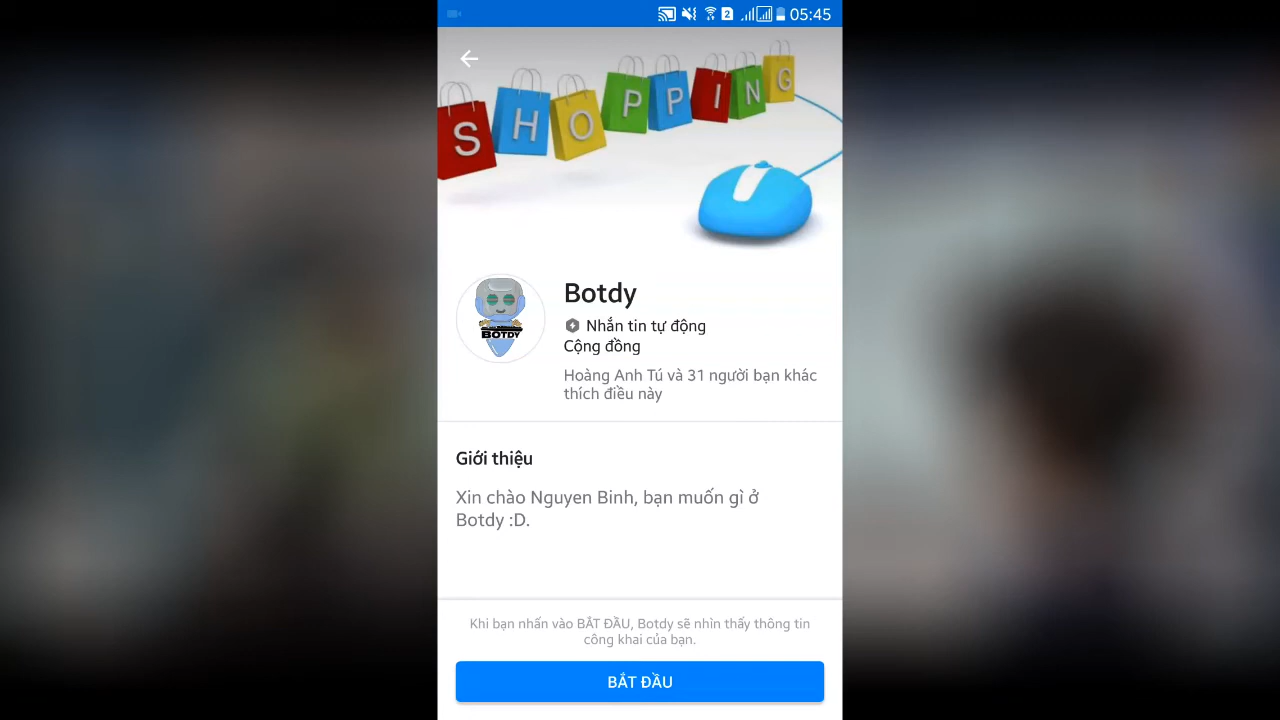 2
05:45
SHOPPING
BOTDY
Botdy
Nhắn tin tự động
Cộng đồng
Hoàng Anh Tú và 31 người bạn khác
thích điều này
Giới thiệu
Xin chào Nguyen Binh, bạn muốn gì ở
Botdy :D.
Khi bạn nhấn vào BẮT ĐẦU, Botdy sẽ nhìn thấy thông tin
công khai của bạn.
BẮT ĐẦU